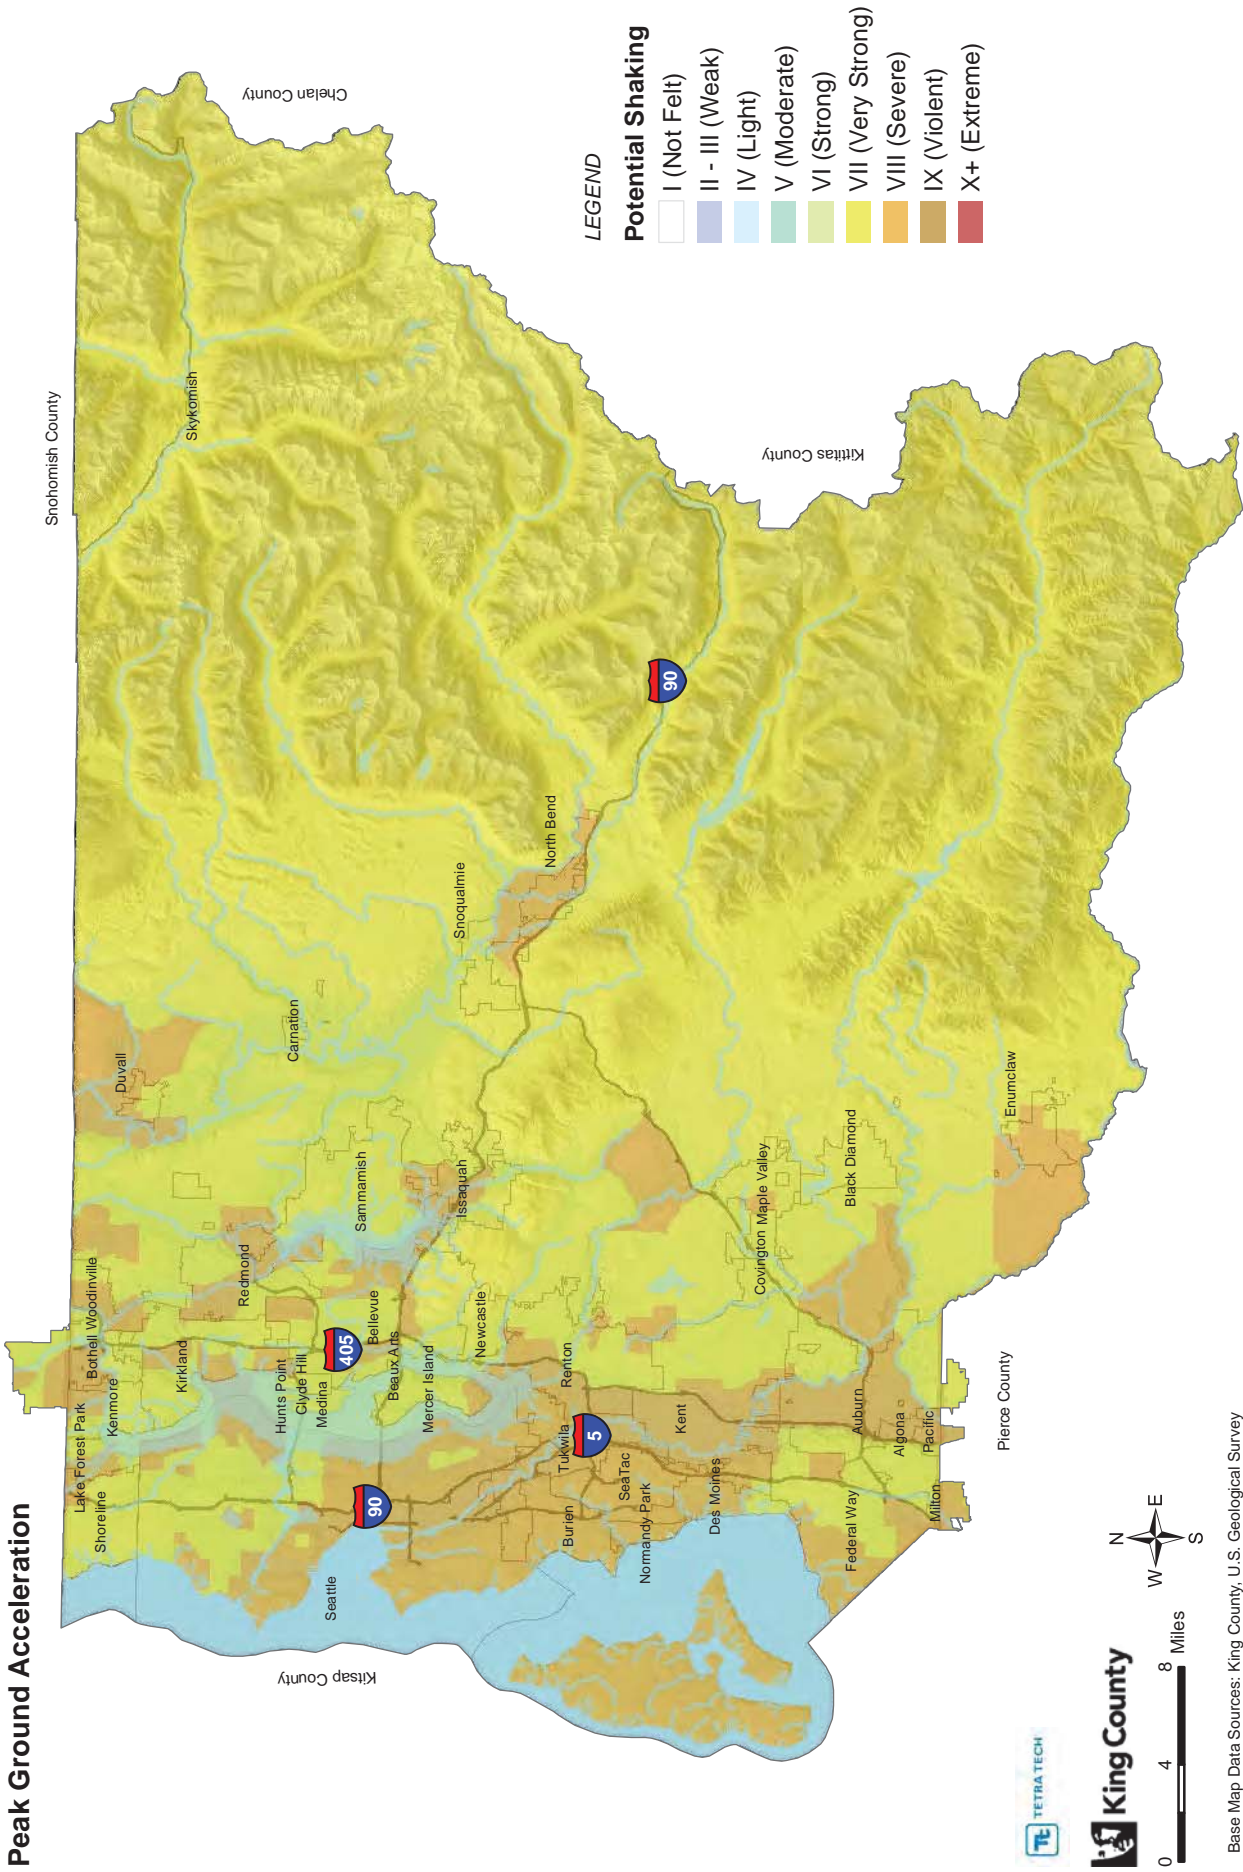 Peak Ground Acceleration
Snohomish County
Chelan County
Kittitas County
Pierce County
Kitsap County
Skykomish
Duvall
Carnation
Snoqualmie
North Bend
Bothell Woodinville
Lake Forest Park
Kenmore
Shoreline
Kirkland
Redmond
Sammamish
Hunts Point
Clyde Hill
Medina
Bellevue
Beaux Arts
Issaquah
Mercer Island
Newcastle
Seattle
Renton
Tukwila
Burien
SeaTac
Normandy Park
Kent
Des Moines
Covington Maple Valley
Black Diamond
Auburn
Federal Way
Algona
Pacific
Milton
Enumclaw
90
405
90
5
LEGEND
Potential Shaking
I (Not Felt)
II - III (Weak)
IV (Light)
V (Moderate)
VI (Strong)
VII (Very Strong)
VIII (Severe)
IX (Violent)
X+ (Extreme)
Tt TETRA TECH
King County
N
W E
S
0 4 8
Miles
Base Map Data Sources: King County, U.S. Geological Survey